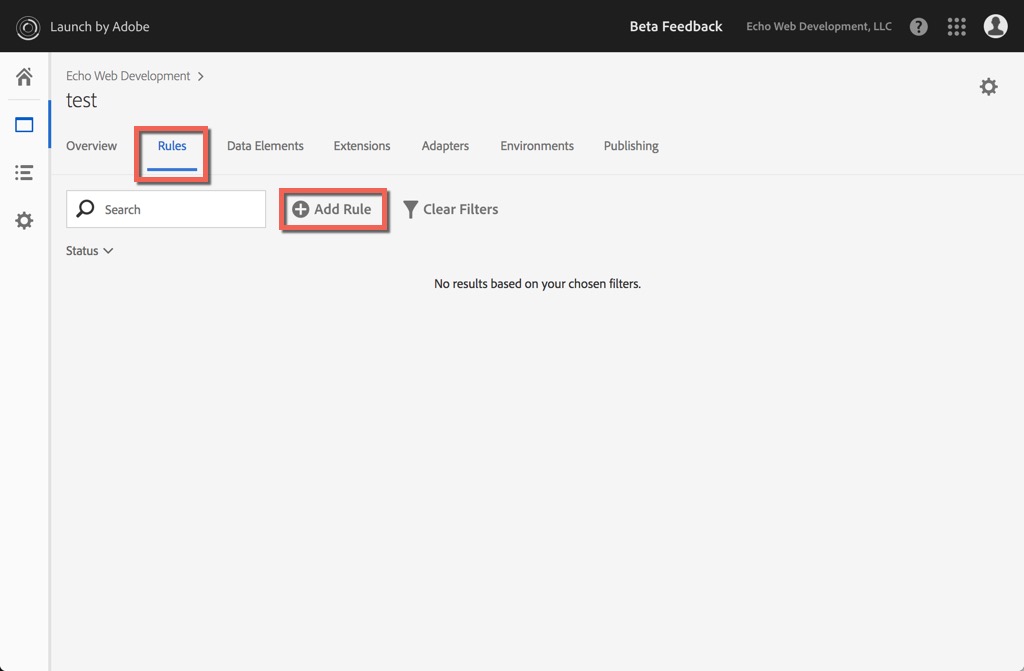 Launch by Adobe
Beta Feedback
Echo Web Development, LLC
?
Echo Web Development >
test
Overview
Rules
Data Elements
Extensions
Adapters
Environments
Publishing
Search
Add Rule
Clear Filters
Status
No results based on your chosen filters.